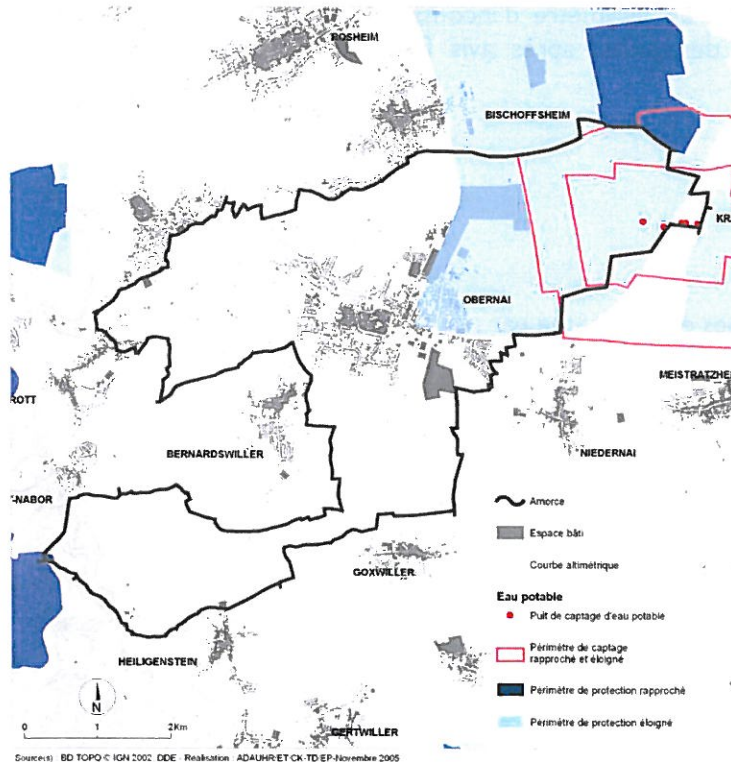 ROSHEIM
BISCHOFFSHEIM
OBERNAI
ROTT
MEISTRATZHE
BERNARDSWILLER
NIEDERNAI
-NABOR
GOXWILLER
HEILIGENSTEIN
GERTWILLER
KR
Amorce
Espace bâti
Courbe altimétrique
Eau potable
Puit de captage d'eau potable
Périmètre de captage
rapproché et éloigné
Périmètre de protection rapproché
Périmètre de protection éloigné
N
0 1 2Km
Source(s) : BD TOPO © IGN 2002, DDE - Réalisation : ADAUHR-ET-CK-TD-EP-Novembre 2005